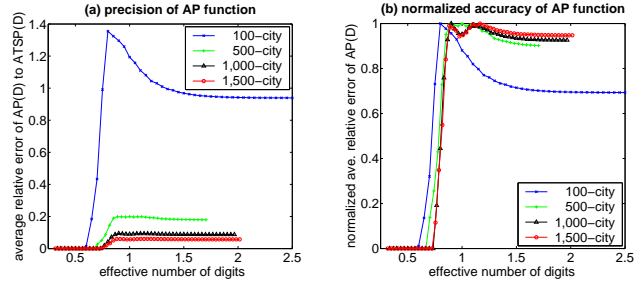 (a) precision of AP function
average relative error of AP(D) to ATSP(D)
1.4
1.2
1
0.8
0.6
0.4
0.2
0
100-city
500-city
1,000-city
1,500-city
0.5 1 1.5 2 2.5
effective number of digits
(b) normalized accuracy of AP function
normalized ave. relative error of AP(D)
1
0.8
0.6
0.4
0.2
0
100-city
500-city
1,000-city
1,500-city
0.5 1 1.5 2 2.5
effective number of digits